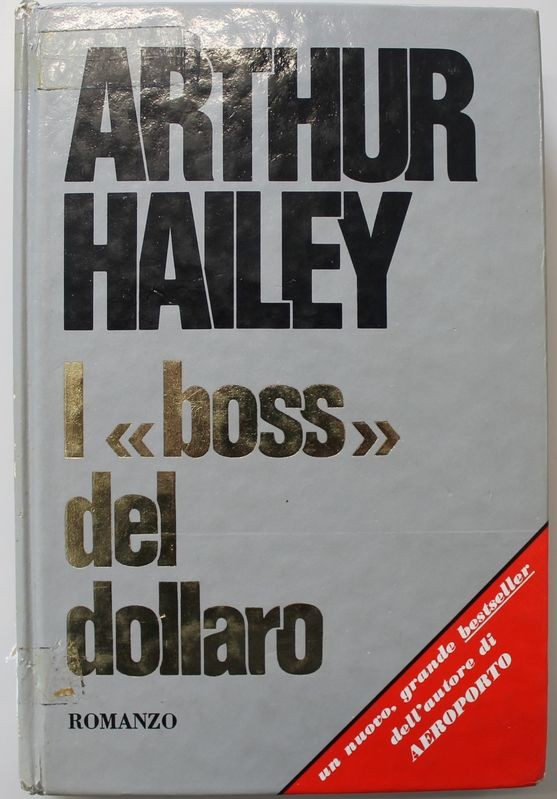 ARTHUR
HAILEY
I «boss»
del
dollaro
ROMANZO
un nuovo, grande bestseller
dell'autore di
AEROPORTO